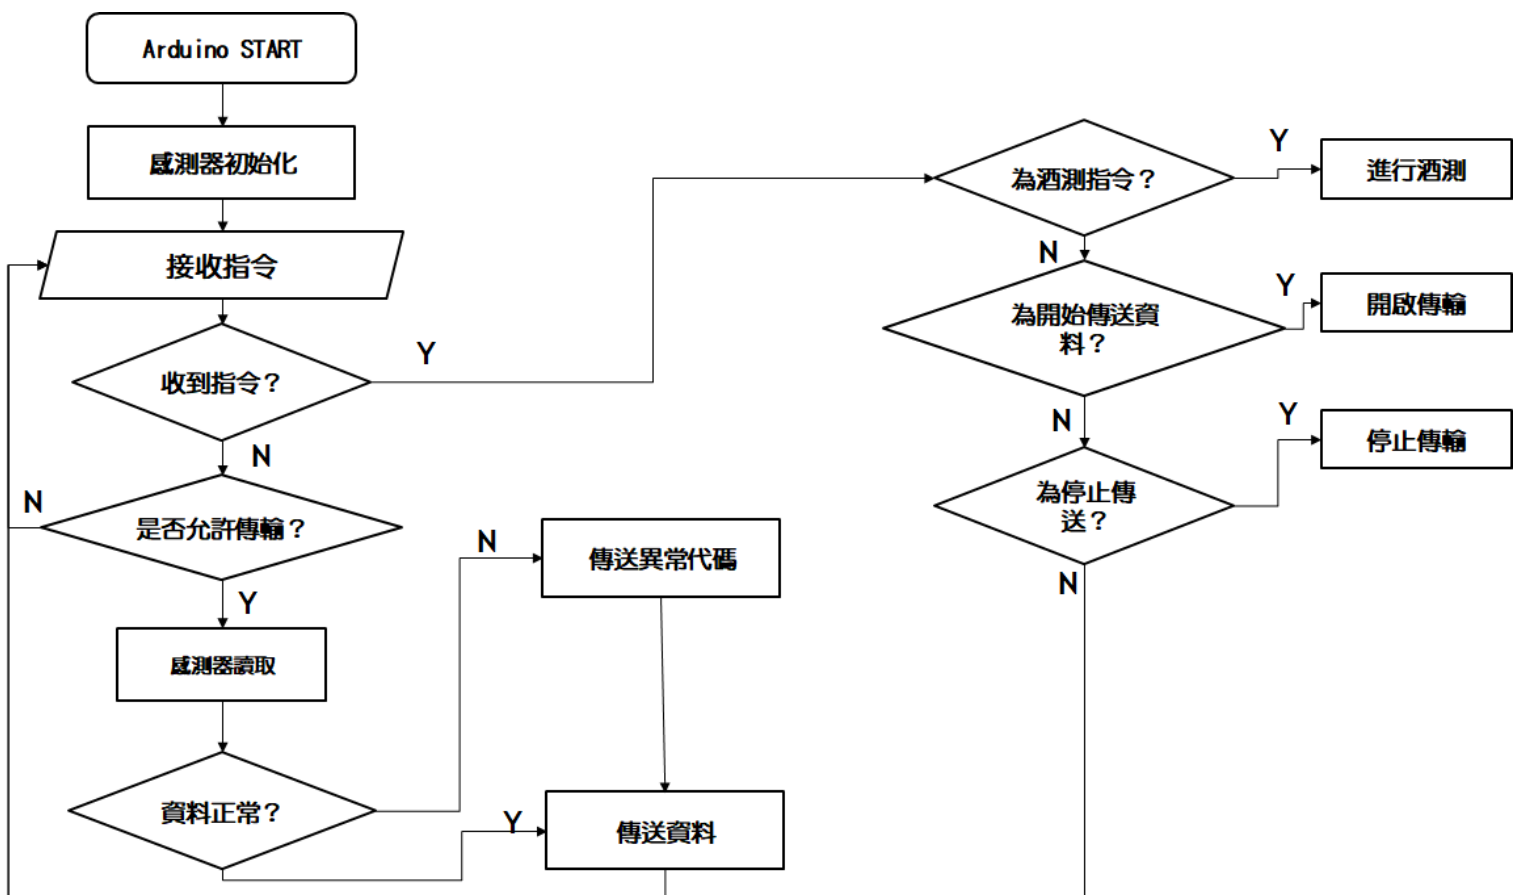 Arduino START
感測器初始化
接收指令
收到指令？
Y
N
是否允許傳輸？
N
Y
感測器讀取
資料正常？
N
傳送異常代碼
Y
傳送資料
為酒測指令？
Y
進行酒測
N
為開始傳送資
料？
Y
開啟傳輸
N
為停止傳
送？
Y
停止傳輸
N